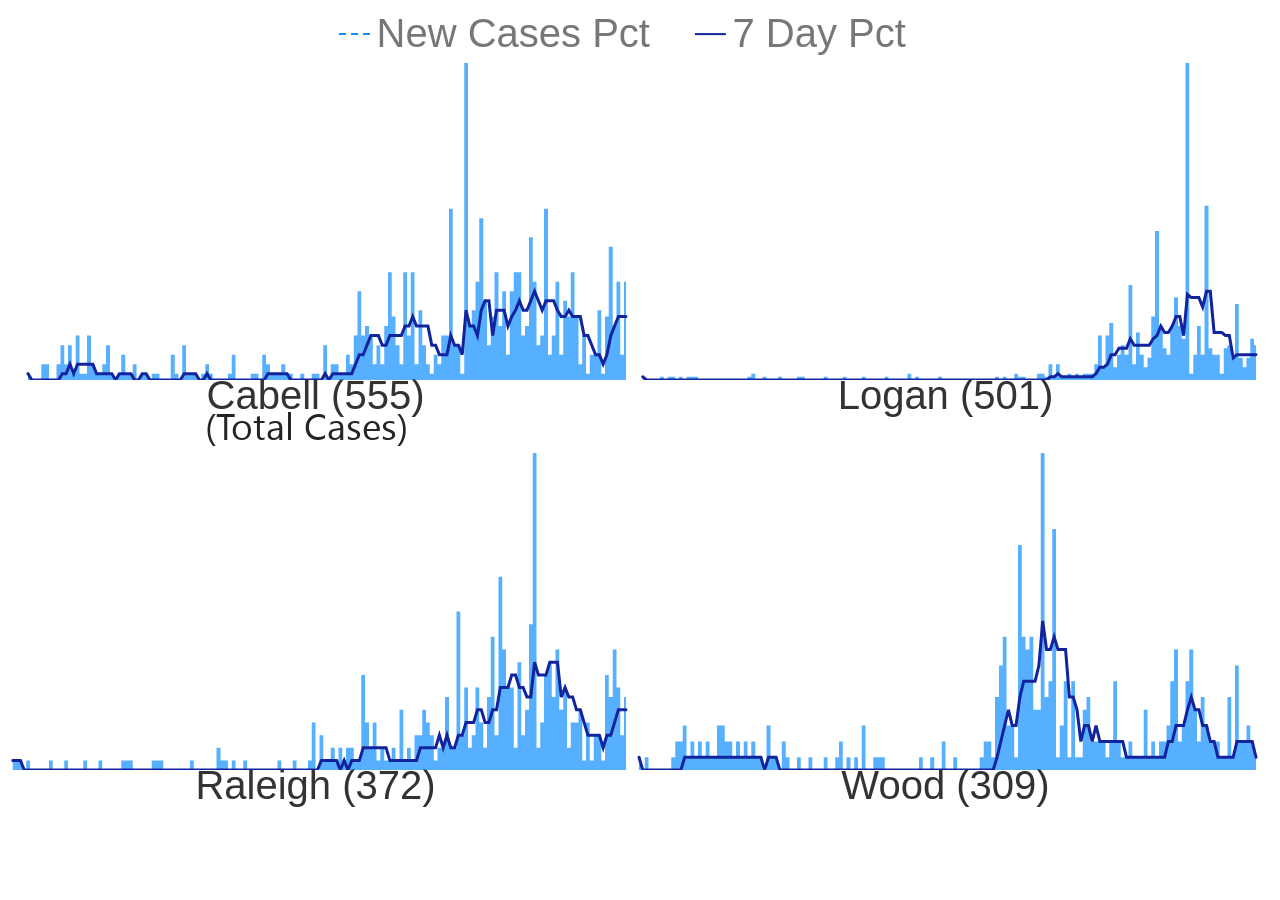 New Cases Pct 7 Day Pct
Cabell (555) Logan (501)
(Total Cases)
Raleigh (372) Wood (309)